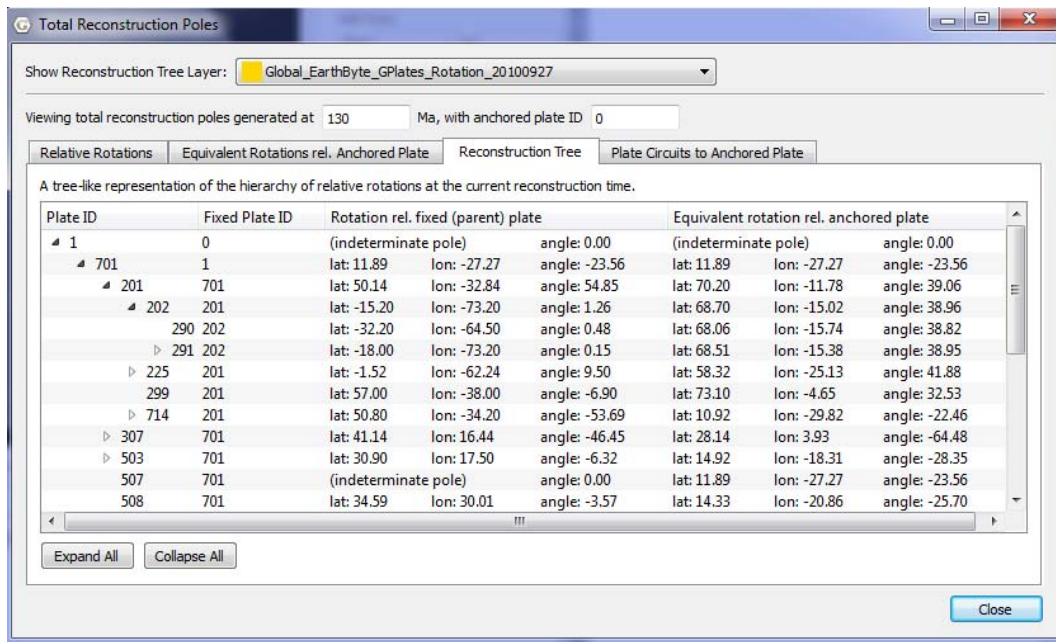 Total Reconstruction Poles
Show Reconstruction Tree Layer: Global_EarthByte_GPlates_Rotation_20100927
Viewing total reconstruction poles generated at 130 Ma, with anchored plate ID 0
Relative Rotations Equivalent Rotations rel. Anchored Plate Reconstruction Tree Plate Circuits to Anchored Plate
A tree-like representation of the hierarchy of relative rotations at the current reconstruction time.
Plate ID Fixed Plate ID Rotation rel. fixed (parent) plate Equivalent rotation rel. anchored plate
1 0 (indeterminate pole) angle: 0.00 (indeterminate pole) angle: 0.00
701 1 lat: 11.89 lon: -27.27 angle: -23.56 lat: 11.89 lon: -27.27 angle: -23.56
201 701 lat: 50.14 lon: -32.84 angle: 54.85 lat: 70.20 lon: -11.78 angle: 39.06
202 201 lat: -15.20 lon: -73.20 angle: 1.26 lat: 68.70 lon: -15.02 angle: 38.96
290 202 lat: -32.20 lon: -64.50 angle: 0.48 lat: 68.06 lon: -15.74 angle: 38.82
291 202 lat: -18.00 lon: -73.20 angle: 0.15 lat: 68.51 lon: -15.38 angle: 38.95
225 201 lat: -1.52 lon: -62.24 angle: 9.50 lat: 58.32 lon: -25.13 angle: 41.88
299 201 lat: 57.00 lon: -38.00 angle: -6.90 lat: 73.10 lon: -4.65 angle: 32.53
714 201 lat: 50.80 lon: -34.20 angle: -53.69 lat: 10.92 lon: -29.82 angle: -22.46
307 701 lat: 41.14 lon: 16.44 angle: -46.45 lat: 28.14 lon: 3.93 angle: -64.48
503 701 lat: 30.90 lon: 17.50 angle: -6.32 lat: 14.92 lon: -18.31 angle: -28.35
507 701 (indeterminate pole) angle: 0.00 lat: 11.89 lon: -27.27 angle: -23.56
508 701 lat: 34.59 lon: 30.01 angle: -3.57 lat: 14.33 lon: -20.86 angle: -25.70
Expand All Collapse All
Close